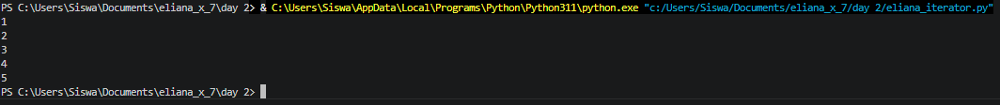 PS C:\Users\Siswa\Documents\eliana_x_7\day 2> & C:\Users\Siswa\AppData\Local\Programs\Python\Python311\python.exe "c:/Users/Siswa/Documents/eliana_x_7/day 2/eliana_iterator.py"
1
2
3
4
5
PS C:\Users\Siswa\Documents\eliana_x_7\day 2>